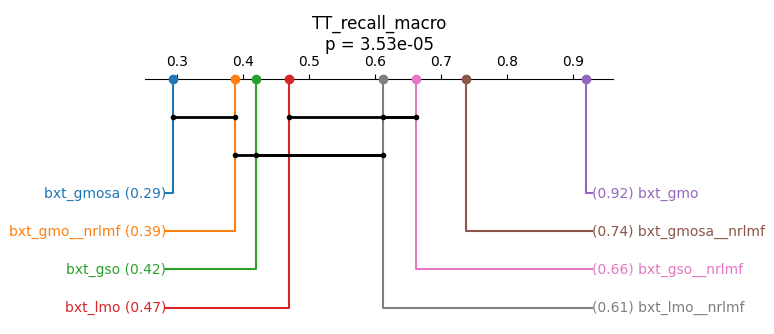 TT_recall_macro
p = 3.53e-05
0.3 0.4 0.5 0.6 0.7 0.8 0.9
bxt_gmosa (0.29) (0.92) bxt_gmo
bxt_gmo__nrlmf (0.39) (0.74) bxt_gmosa__nrlmf
bxt_gso (0.42) (0.66) bxt_gso__nrlmf
bxt_lmo (0.47) (0.61) bxt_lmo__nrlmf